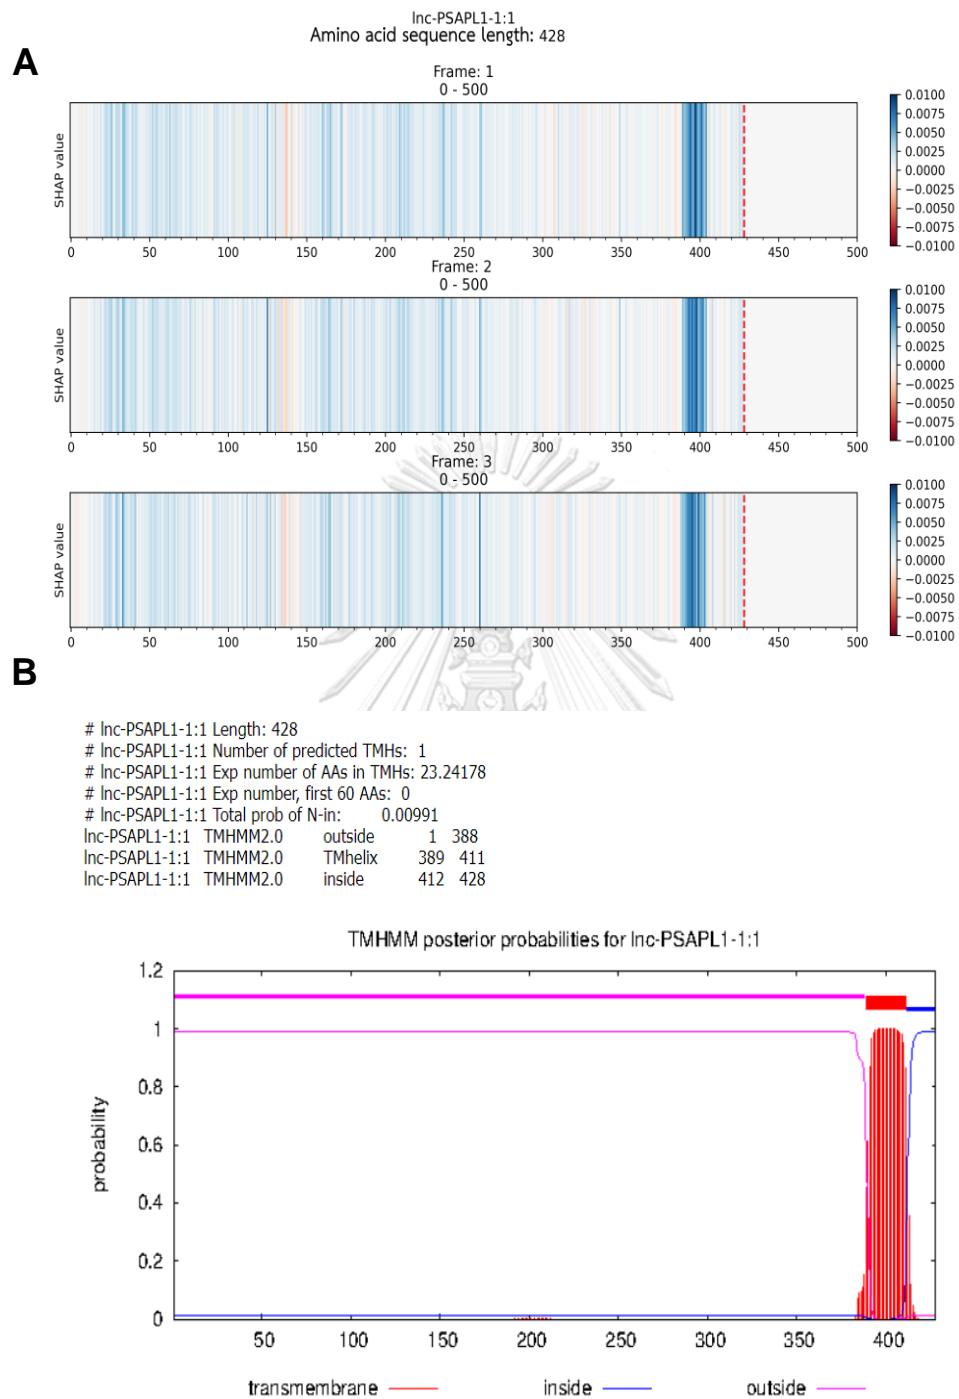 lnc-PSAPL1-1:1
Amino acid sequence length: 428
A
Frame: 1
0 - 500
SHAP value
0 50 100 150 200 250 300 350 400 450 500
0.0100
0.0075
0.0050
0.0025
0.0000
−0.0025
−0.0050
−0.0075
−0.0100
Frame: 2
0 - 500
SHAP value
0 50 100 150 200 250 300 350 400 450 500
0.0100
0.0075
0.0050
0.0025
0.0000
−0.0025
−0.0050
−0.0075
−0.0100
Frame: 3
0 - 500
SHAP value
0 50 100 150 200 250 300 350 400 450 500
0.0100
0.0075
0.0050
0.0025
0.0000
−0.0025
−0.0050
−0.0075
−0.0100
B
# lnc-PSAPL1-1:1 Length: 428
# lnc-PSAPL1-1:1 Number of predicted TMHs: 1
# lnc-PSAPL1-1:1 Exp number of AAs in TMHs: 23.24178
# lnc-PSAPL1-1:1 Exp number, first 60 AAs: 0
# lnc-PSAPL1-1:1 Total prob of N-in: 0.00991
lnc-PSAPL1-1:1 TMHMM2.0 outside 1 388
lnc-PSAPL1-1:1 TMHMM2.0 TMhelix 389 411
lnc-PSAPL1-1:1 TMHMM2.0 inside 412 428
TMHMM posterior probabilities for lnc-PSAPL1-1:1
probability
1.2
1
0.8
0.6
0.4
0.2
0
50 100 150 200 250 300 350 400
transmembrane inside outside